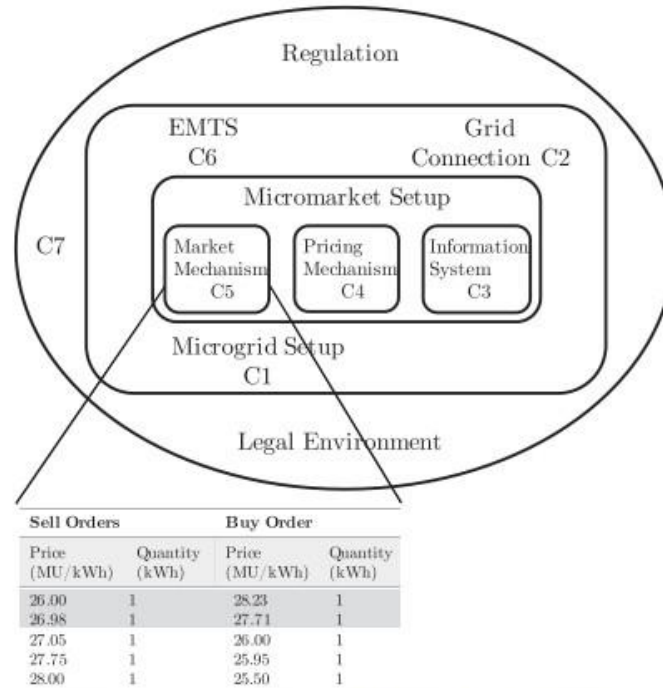 Regulation
EMTS
C6
Grid
Connection C2
Micromarket Setup
C7
Market
Mechanism
C5
Pricing
Mechanism
C4
Information
System
C3
Microgrid Setup
C1
Legal Environment
Sell Orders Buy Order
Price Quantity Price Quantity
(MU/kWh) (kWh) (MU/kWh) (kWh)
26.00 1 28.23 1
26.98 1 27.71 1
27.05 1 26.00 1
27.75 1 25.95 1
28.00 1 25.50 1